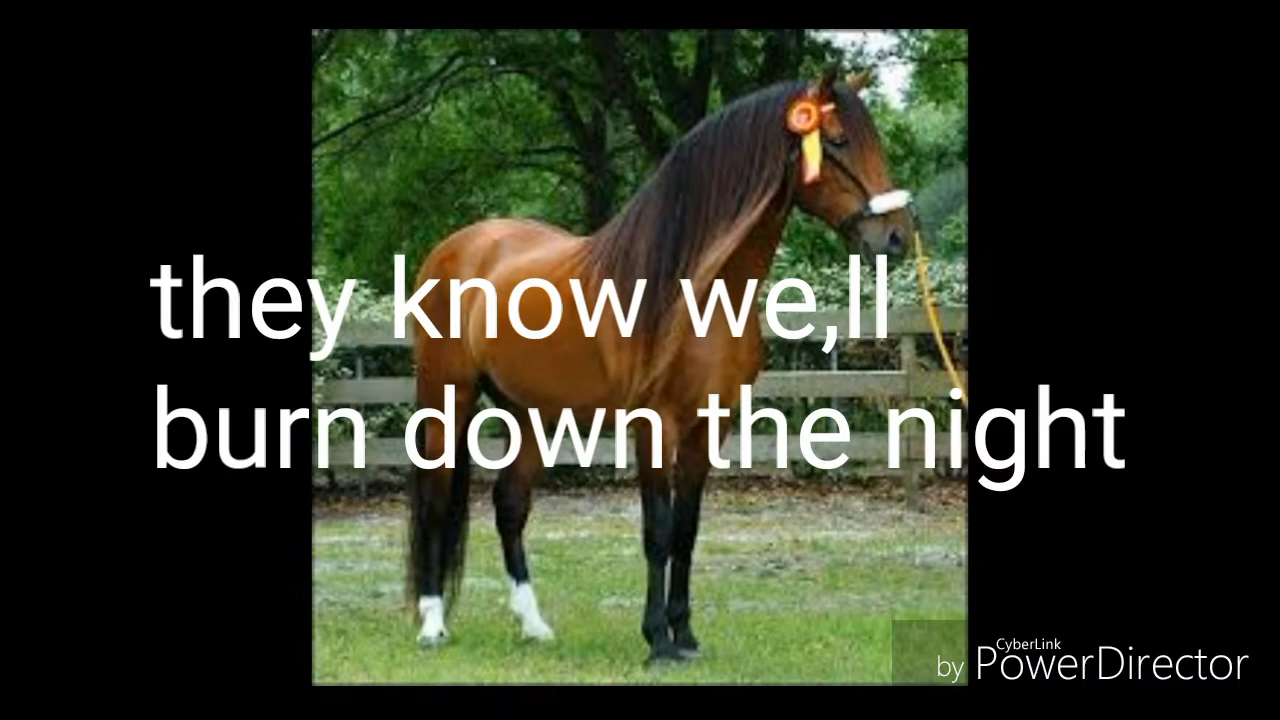 they know we,ll
burn down the night
CyberLink
by PowerDirector